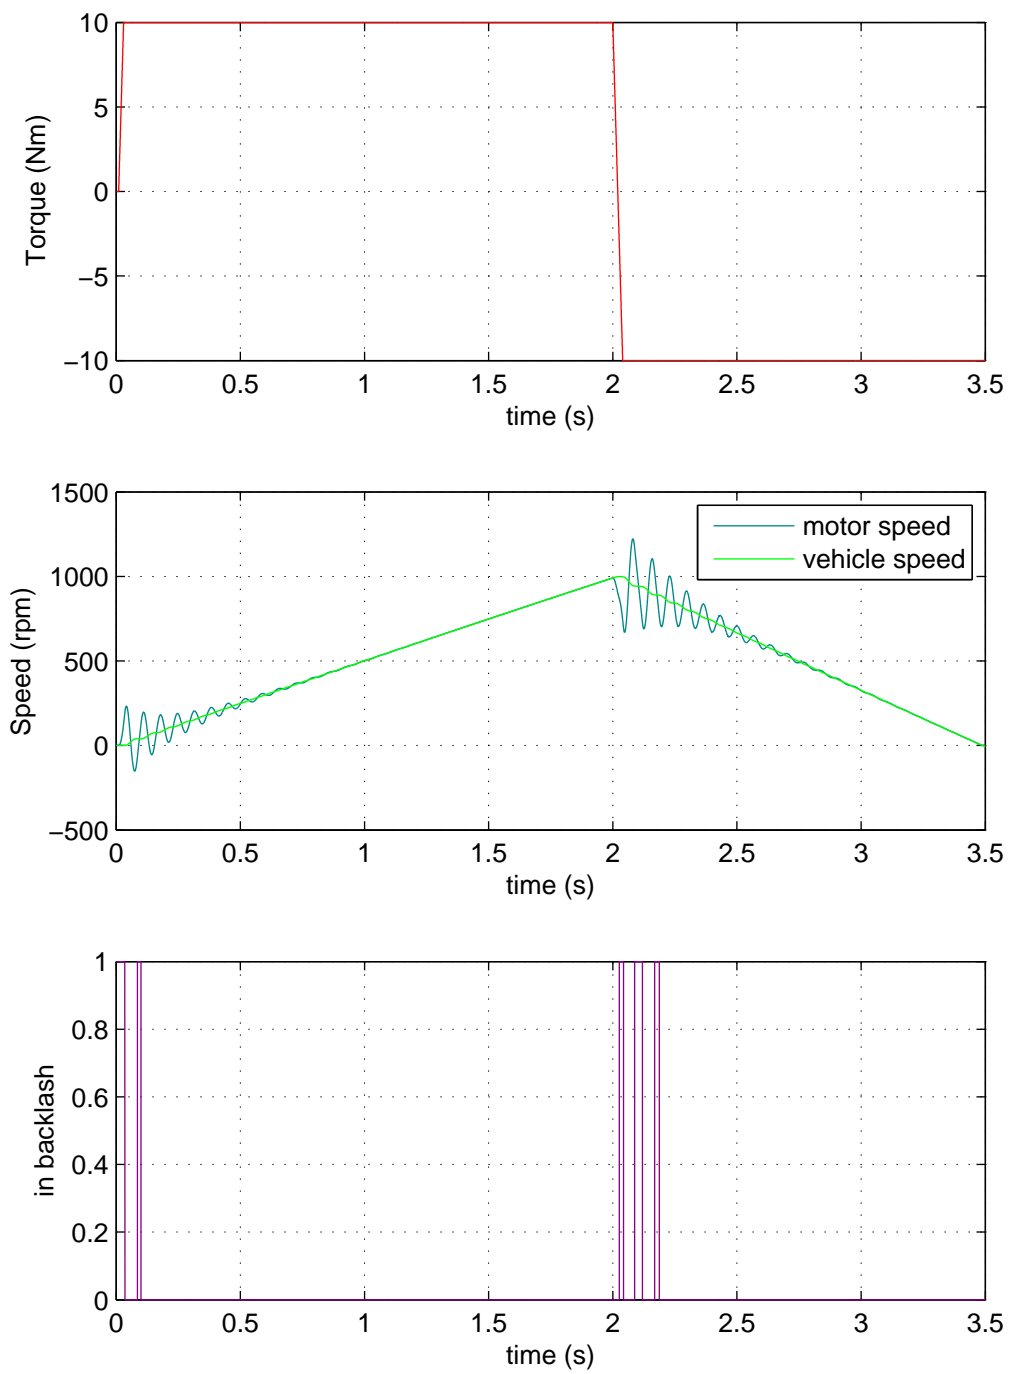 10
5
0
−5
−10
Torque (Nm)
0 0.5 1 1.5 2 2.5 3 3.5
time (s)
1500
1000
500
0
−500
Speed (rpm)
motor speed
vehicle speed
0 0.5 1 1.5 2 2.5 3 3.5
time (s)
1
0.8
0.6
0.4
0.2
0
in backlash
0 0.5 1 1.5 2 2.5 3 3.5
time (s)